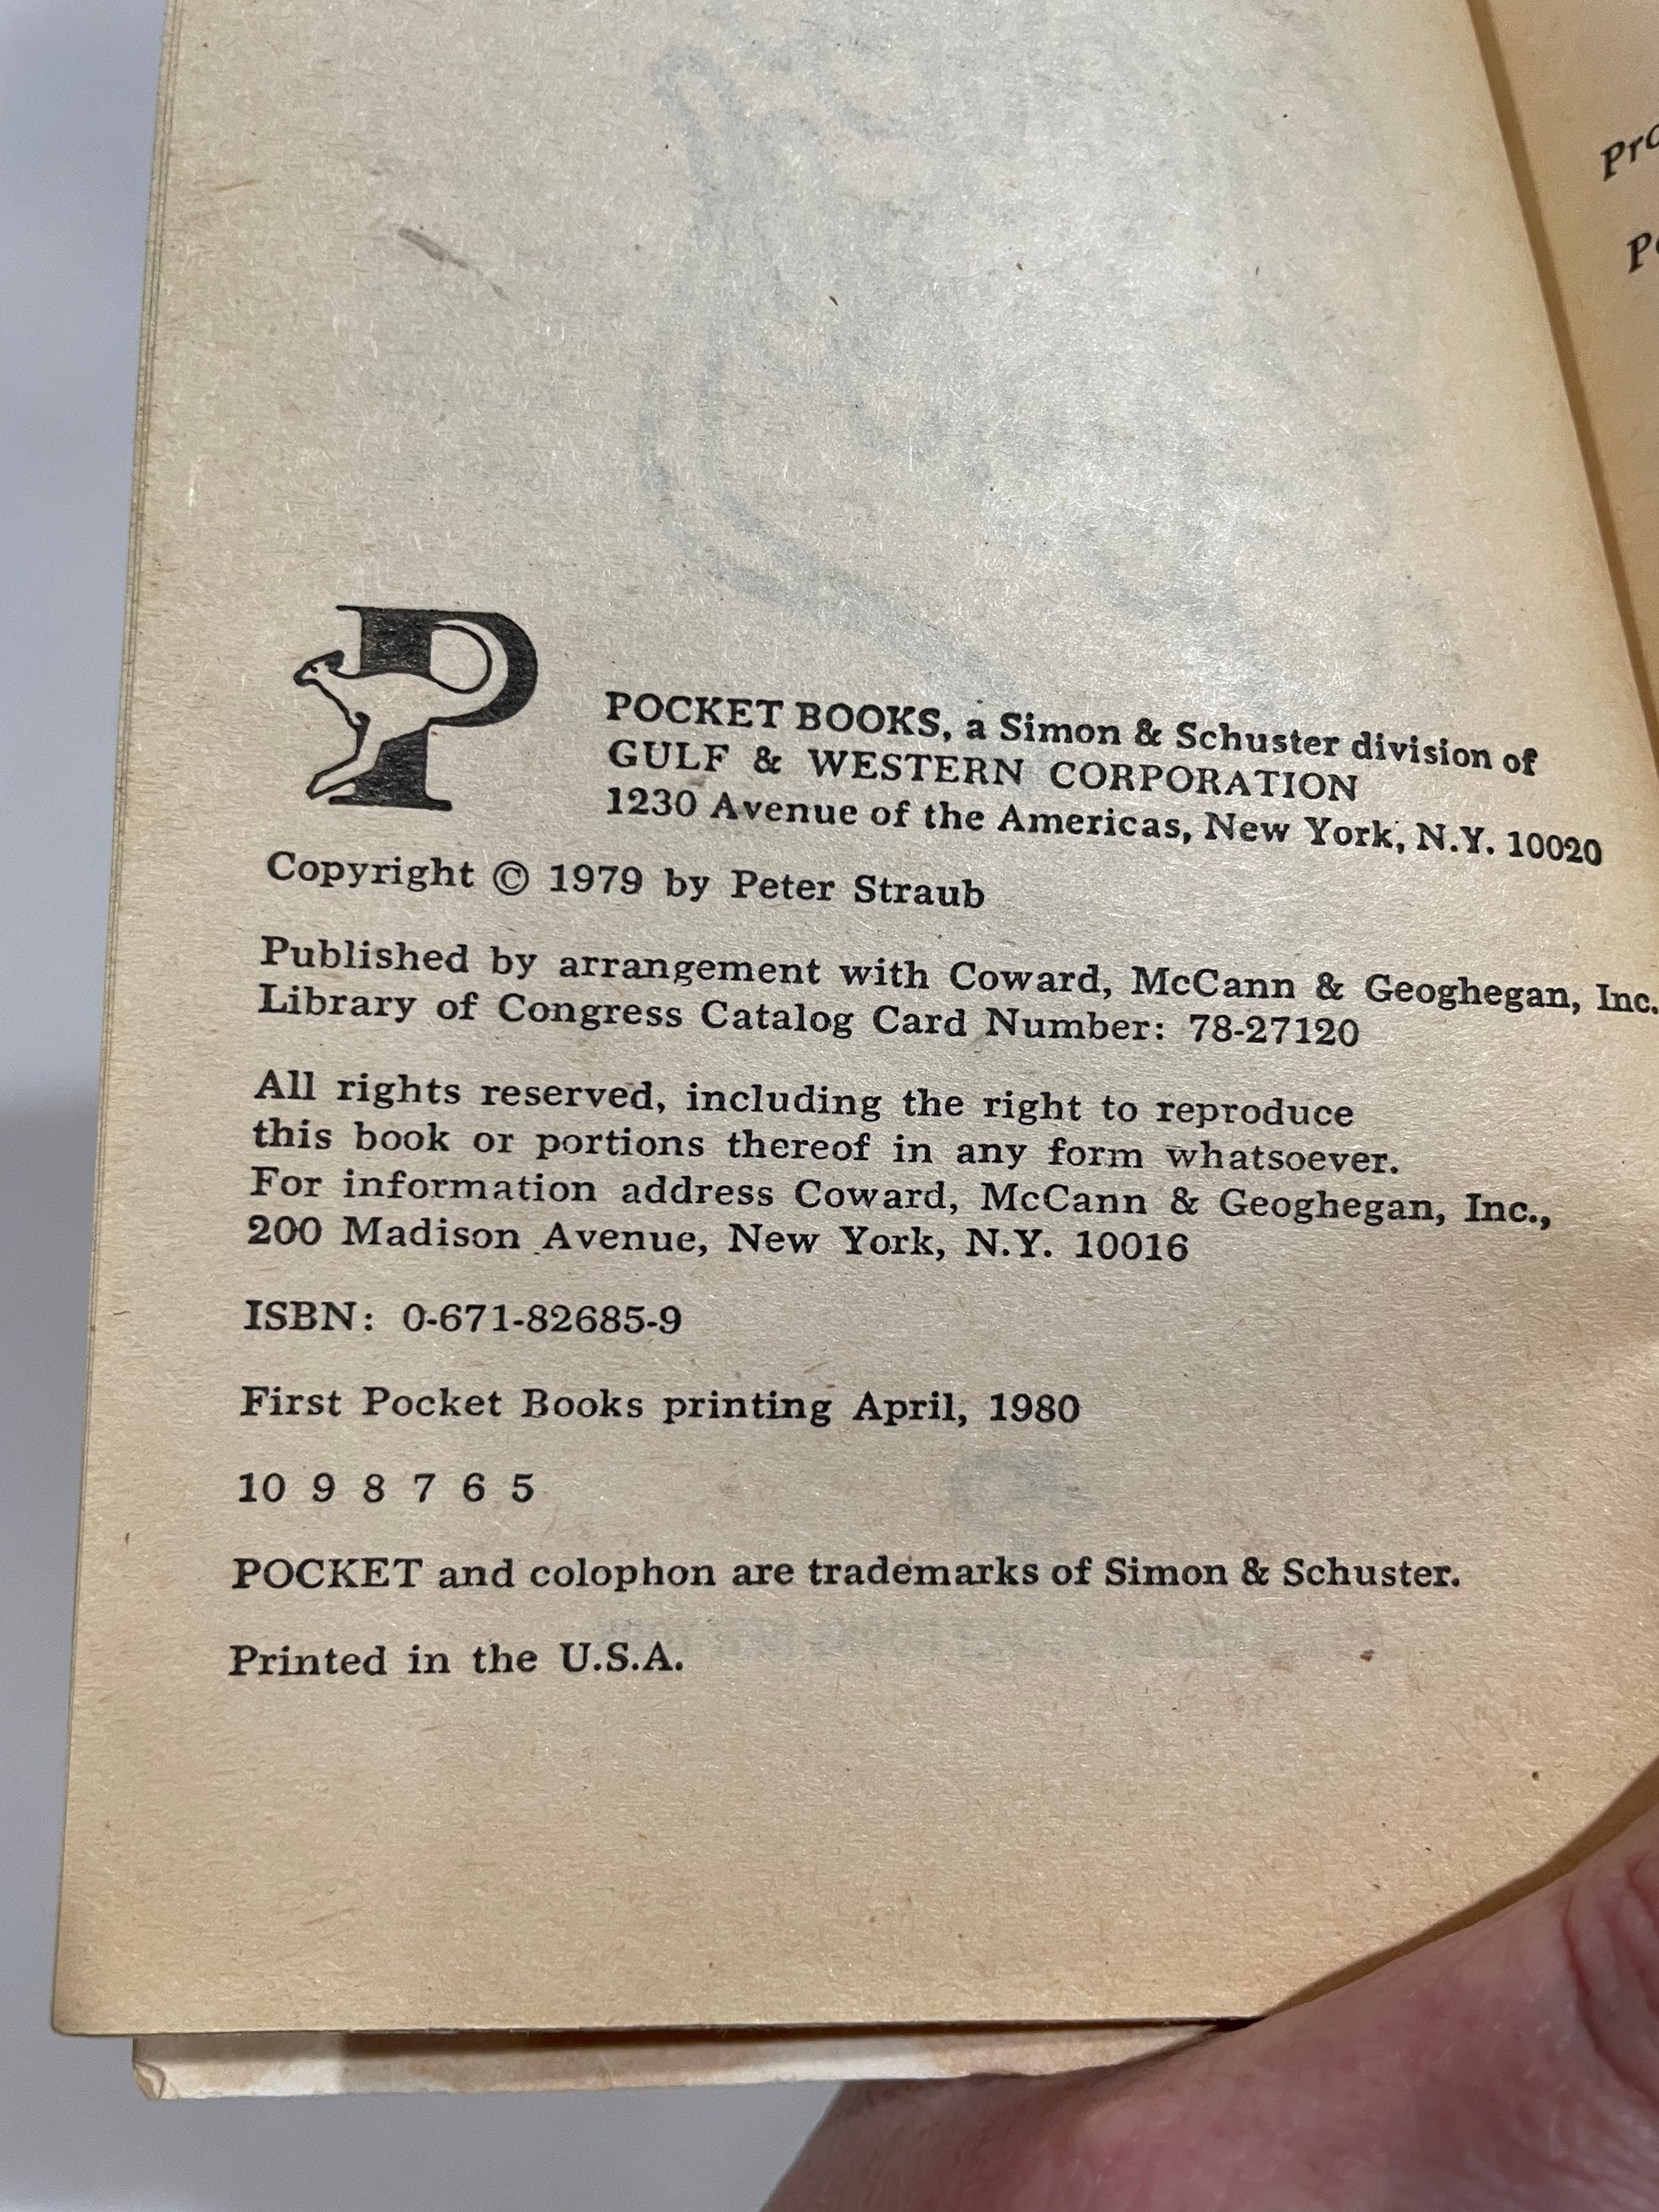 Pro
P
POCKET BOOKS, a Simon & Schuster division of
GULF & WESTERN CORPORATION
1230 Avenue of the Americas, New York, N.Y. 10020
Copyright © 1979 by Peter Straub
Published by arrangement with Coward, McCann & Geoghegan, Inc.
Library of Congress Catalog Card Number: 78-27120
All rights reserved, including the right to reproduce
this book or portions thereof in any form whatsoever.
For information address Coward, McCann & Geoghegan, Inc.,
200 Madison Avenue, New York, N.Y. 10016
ISBN: 0-671-82685-9
First Pocket Books printing April, 1980
10 9 8 7 6 5
POCKET and colophon are trademarks of Simon & Schuster.
Printed in the U.S.A.